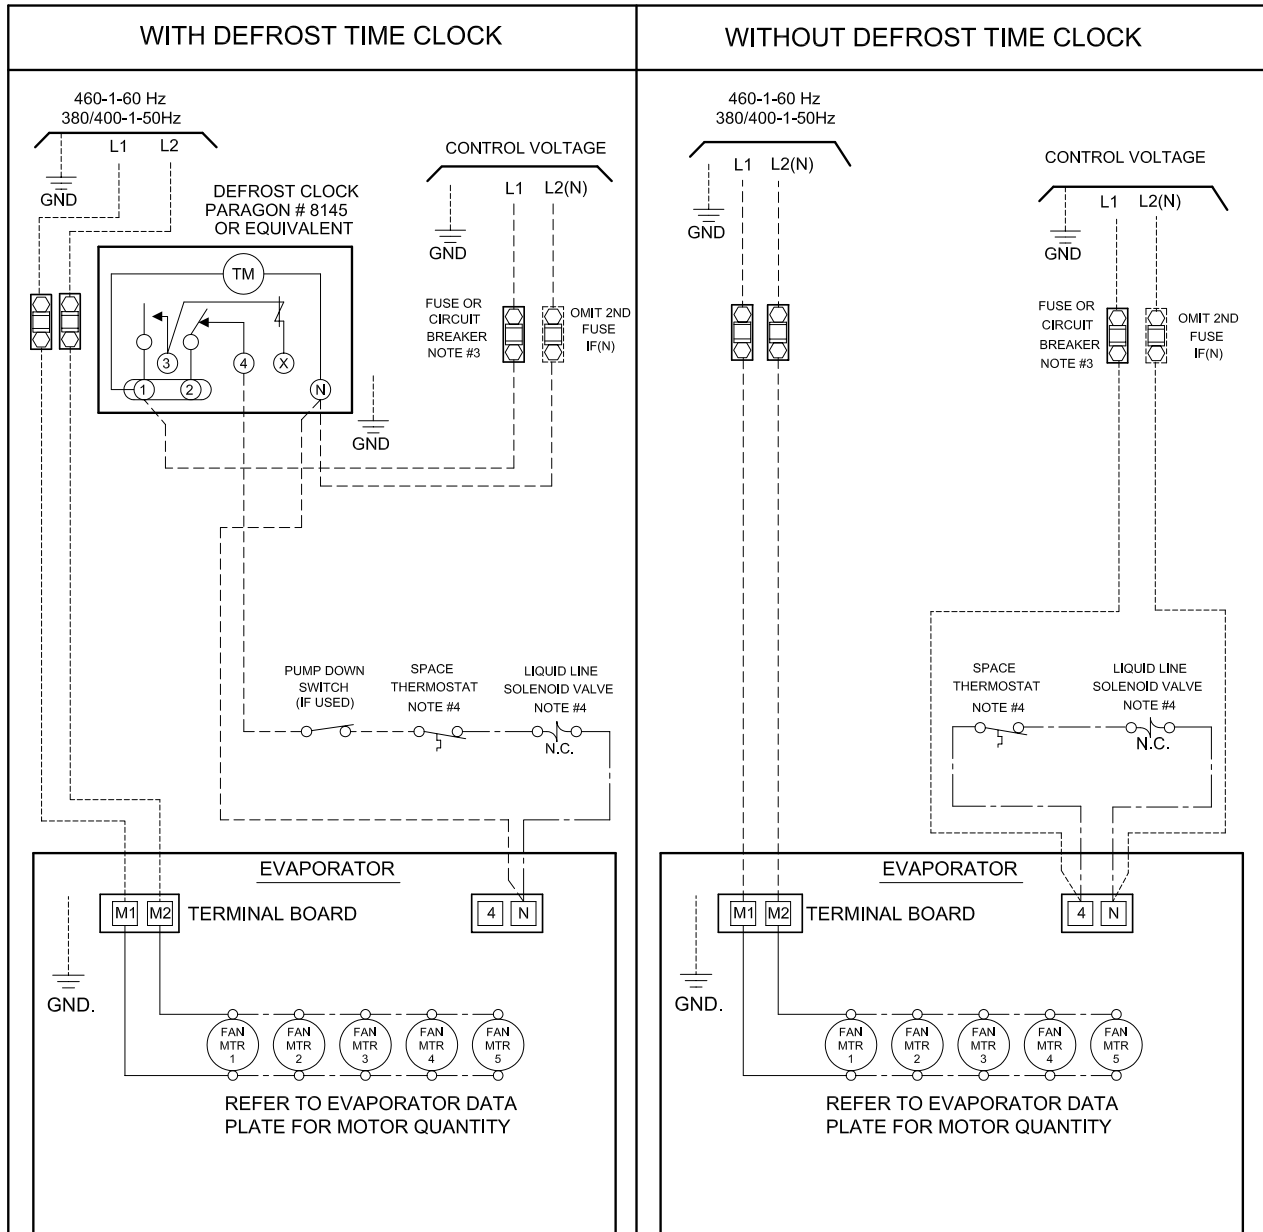 WITH DEFROST TIME CLOCK
460-1-60 Hz
380/400-1-50Hz
L1 L2
GND
DEFROST CLOCK
PARAGON # 8145
OR EQUIVALENT
TM
3 4 X
1 2 N
GND
CONTROL VOLTAGE
L1 L2(N)
GND
FUSE OR
CIRCUIT
BREAKER
NOTE #3
OMIT 2ND
FUSE
IF(N)
PUMP DOWN
SWITCH
(IF USED)
SPACE
THERMOSTAT
NOTE #4
LIQUID LINE
SOLENOID VALVE
NOTE #4
N.C.
EVAPORATOR
M1 M2 TERMINAL BOARD
4 N
GND.
FAN
MTR
1
FAN
MTR
2
FAN
MTR
3
FAN
MTR
4
FAN
MTR
5
REFER TO EVAPORATOR DATA
PLATE FOR MOTOR QUANTITY
WITHOUT DEFROST TIME CLOCK
460-1-60 Hz
380/400-1-50Hz
L1 L2(N)
GND
CONTROL VOLTAGE
L1 L2(N)
GND
FUSE OR
CIRCUIT
BREAKER
NOTE #3
OMIT 2ND
FUSE
IF(N)
SPACE
THERMOSTAT
NOTE #4
LIQUID LINE
SOLENOID VALVE
NOTE #4
N.C.
EVAPORATOR
M1 M2 TERMINAL BOARD
4 N
GND.
FAN
MTR
1
FAN
MTR
2
FAN
MTR
3
FAN
MTR
4
FAN
MTR
5
REFER TO EVAPORATOR DATA
PLATE FOR MOTOR QUANTITY